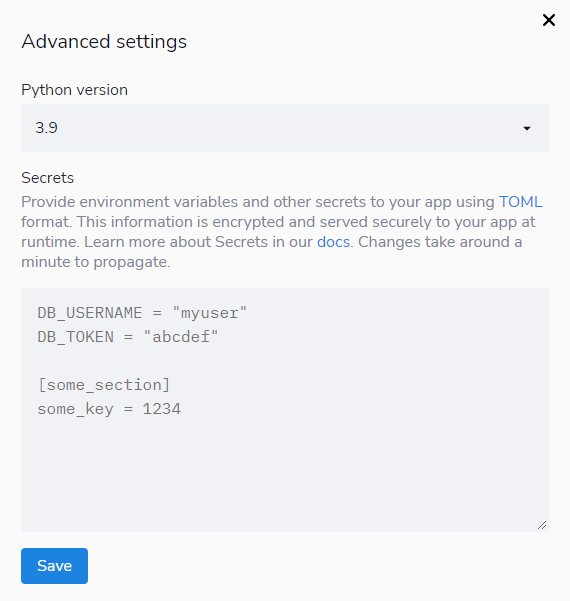 Advanced settings
Python version
3.9
Secrets
Provide environment variables and other secrets to your app using TOML
format. This information is encrypted and served securely to your app at
runtime. Learn more about Secrets in our docs. Changes take around a
minute to propagate.
DB_USERNAME = "myuser"
DB_TOKEN = "abcdef"
[some_section]
some_key = 1234
Save